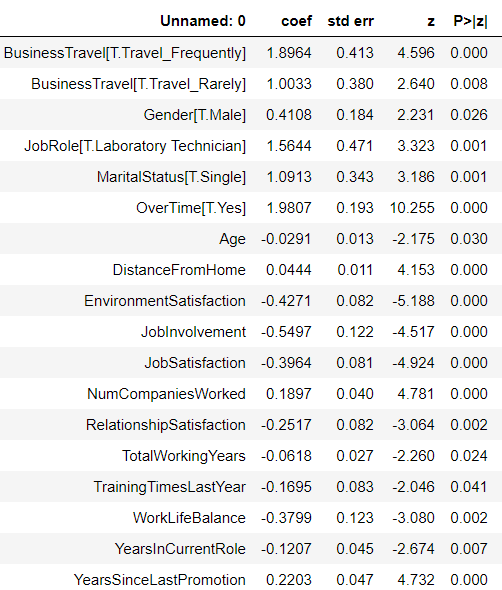 Unnamed: 0 coef std err z P>|z|
BusinessTravel[T.Travel_Frequently] 1.8964 0.413 4.596 0.000
BusinessTravel[T.Travel_Rarely] 1.0033 0.380 2.640 0.008
Gender[T.Male] 0.4108 0.184 2.231 0.026
JobRole[T.Laboratory Technician] 1.5644 0.471 3.323 0.001
MaritalStatus[T.Single] 1.0913 0.343 3.186 0.001
OverTime[T.Yes] 1.9807 0.193 10.255 0.000
Age -0.0291 0.013 -2.175 0.030
DistanceFromHome 0.0444 0.011 4.153 0.000
EnvironmentSatisfaction -0.4271 0.082 -5.188 0.000
JobInvolvement -0.5497 0.122 -4.517 0.000
JobSatisfaction -0.3964 0.081 -4.924 0.000
NumCompaniesWorked 0.1897 0.040 4.781 0.000
RelationshipSatisfaction -0.2517 0.082 -3.064 0.002
TotalWorkingYears -0.0618 0.027 -2.260 0.024
TrainingTimesLastYear -0.1695 0.083 -2.046 0.041
WorkLifeBalance -0.3799 0.123 -3.080 0.002
YearsInCurrentRole -0.1207 0.045 -2.674 0.007
YearsSinceLastPromotion 0.2203 0.047 4.732 0.000